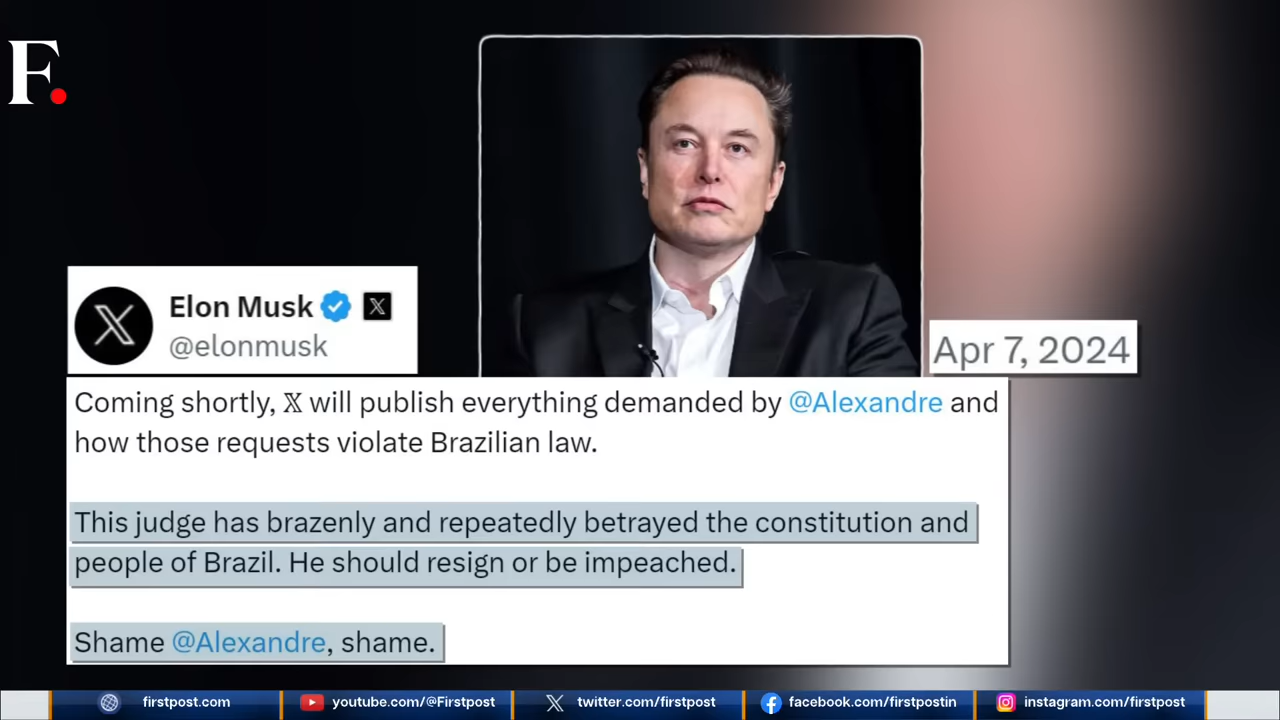 F.
Elon Musk
@elonmusk
Apr 7, 2024
Coming shortly, 𝕏 will publish everything demanded by @Alexandre and
how those requests violate Brazilian law.
This judge has brazenly and repeatedly betrayed the constitution and
people of Brazil. He should resign or be impeached.
Shame @Alexandre, shame.
firstpost.com
youtube.com/@Firstpost
twitter.com/firstpost
facebook.com/firstpostin
instagram.com/firstpost